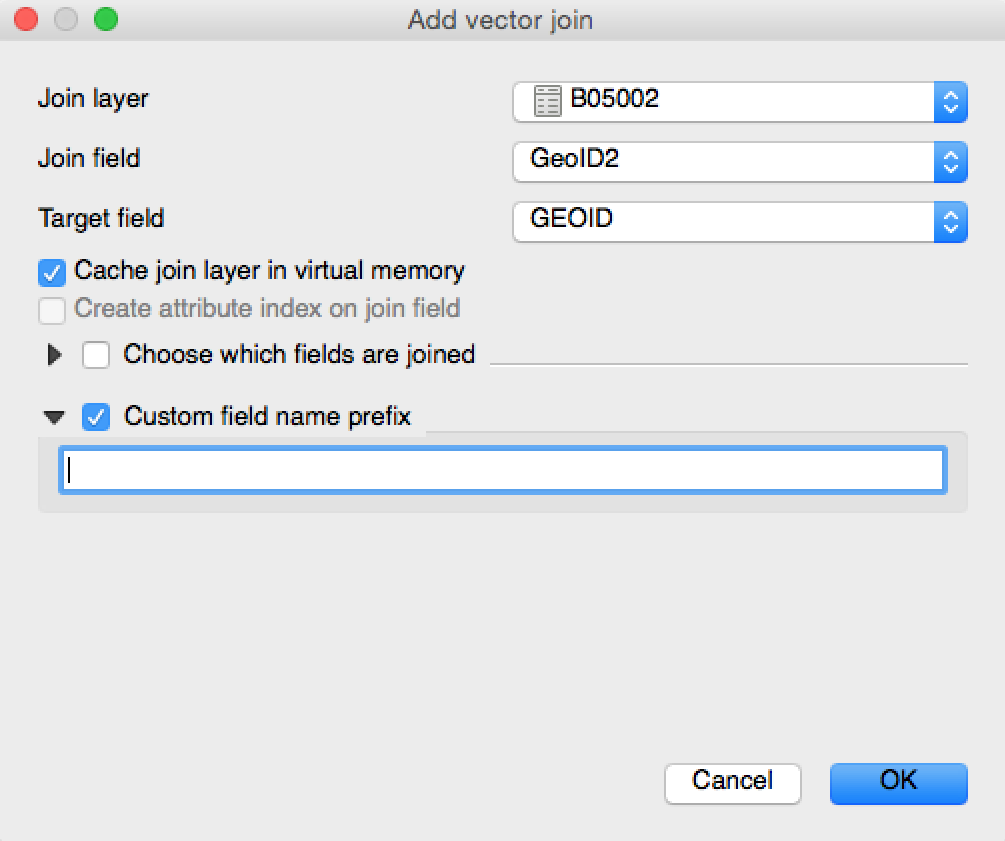 Add vector join
Join layer B05002
Join field GeoID2
Target field GEOID
Cache join layer in virtual memory
Create attribute index on join field
Choose which fields are joined
Custom field name prefix
Cancel OK